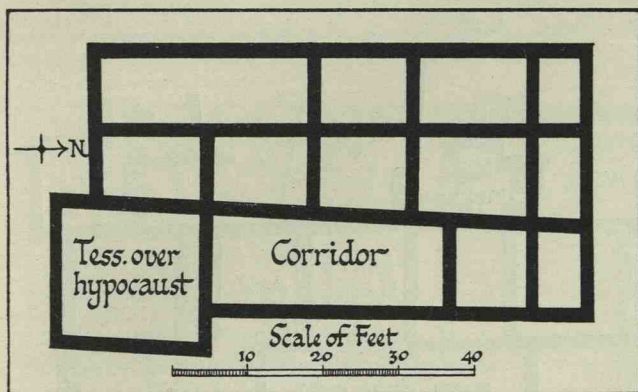 N
Tess. over
hypocaust
Corridor
Scale of Feet
10 20 30 40